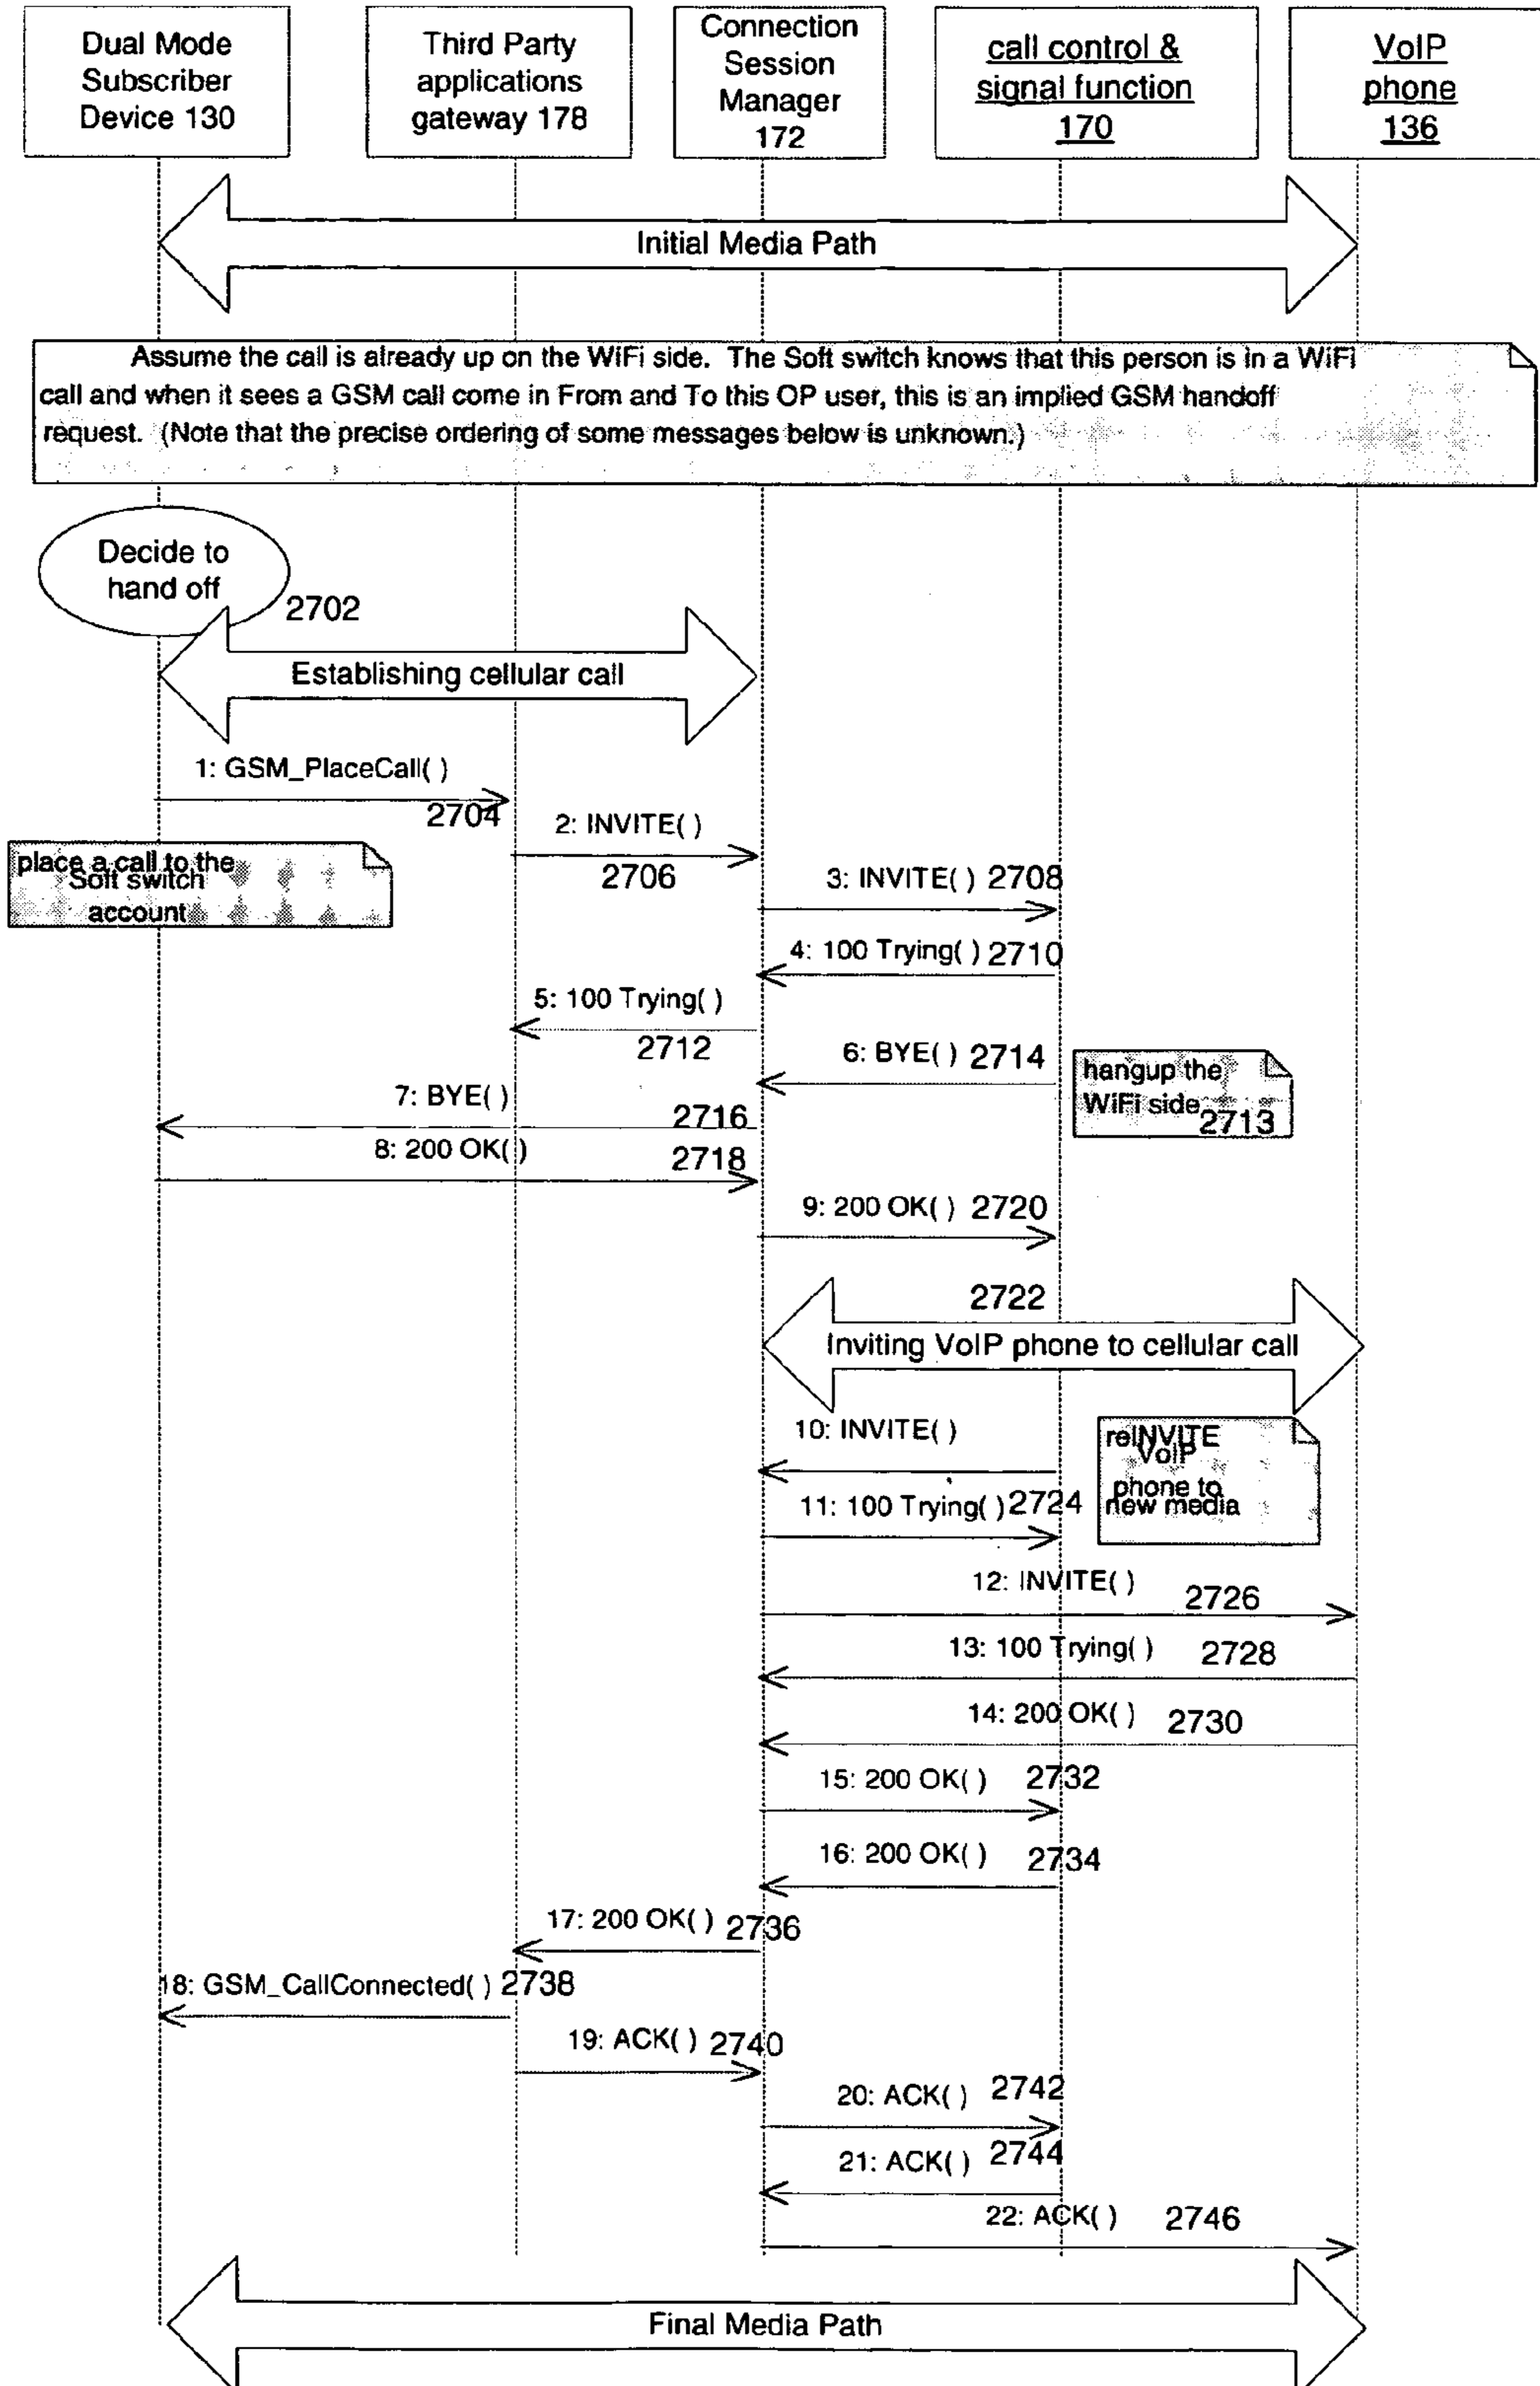 Dual Mode
Subscriber
Device 130
Third Party
applications
gateway 178
Connection
Session
Manager
172
call control &
signal function
170
VoIP
phone
136
Initial Media Path
Assume the call is already up on the WiFi side. The Soft switch knows that this person is in a WiFi
call and when it sees a GSM call come in From and To this OP user, this is an implied GSM handoff
request. (Note that the precise ordering of some messages below is unknown.)
Decide to
hand off
2702
Establishing cellular call
1: GSM_PlaceCall( )
2704
2: INVITE( )
2706
place a call to the
Soft switch
account
3: INVITE( ) 2708
4: 100 Trying( ) 2710
5: 100 Trying( )
2712
6: BYE( ) 2714
hangup the
WiFi side
2713
7: BYE( )
2716
8: 200 OK( )
2718
9: 200 OK( ) 2720
2722
Inviting VoIP phone to cellular call
10: INVITE( )
reINVITE
VoIP
phone to
new media
11: 100 Trying( ) 2724
12: INVITE( )
2726
13: 100 Trying( ) 2728
14: 200 OK( ) 2730
15: 200 OK( ) 2732
16: 200 OK( ) 2734
17: 200 OK( ) 2736
18: GSM_CallConnected( ) 2738
19: ACK( ) 2740
20: ACK( ) 2742
21: ACK( ) 2744
22: ACK( ) 2746
Final Media Path